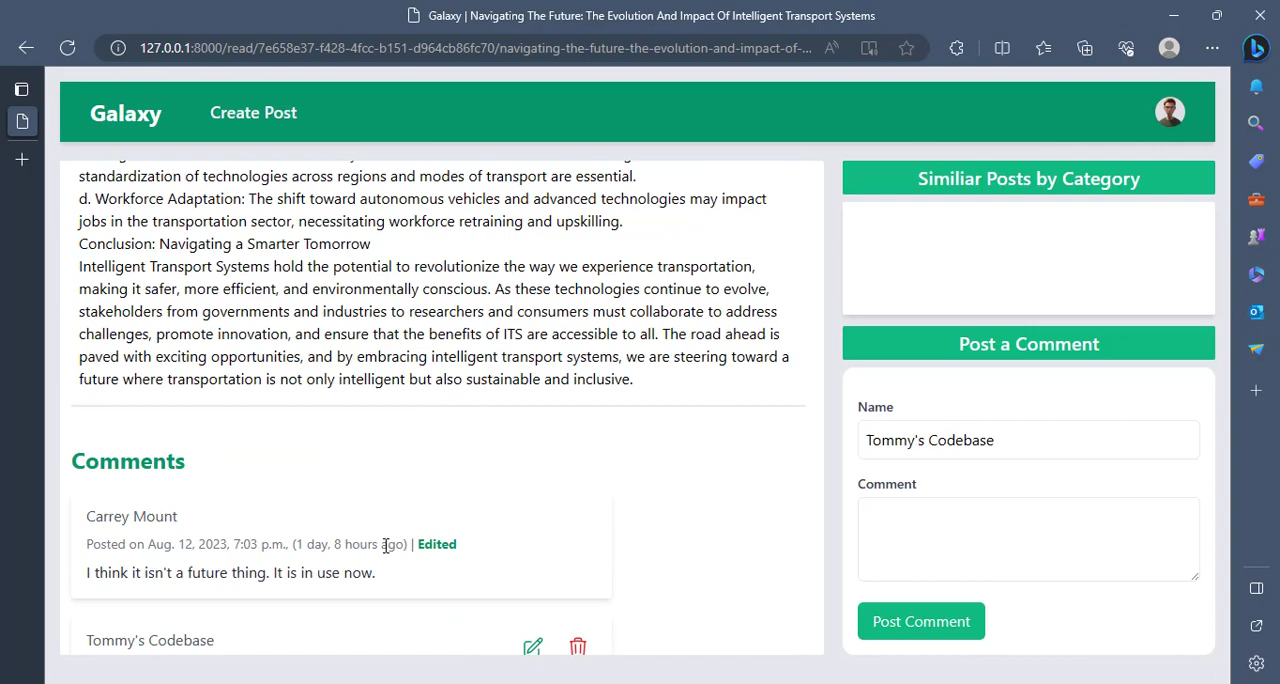 Galaxy | Navigating The Future: The Evolution And Impact Of Intelligent Transport Systems
127.0.0.1:8000/read/7e658e37-f428-4fcc-b151-d964cb86fc70/navigating-the-future-the-evolution-and-impact-of-...
Galaxy
Create Post
standardization of technologies across regions and modes of transport are essential.
d. Workforce Adaptation: The shift toward autonomous vehicles and advanced technologies may impact
jobs in the transportation sector, necessitating workforce retraining and upskilling.
Conclusion: Navigating a Smarter Tomorrow
Intelligent Transport Systems hold the potential to revolutionize the way we experience transportation,
making it safer, more efficient, and environmentally conscious. As these technologies continue to evolve,
stakeholders from governments and industries to researchers and consumers must collaborate to address
challenges, promote innovation, and ensure that the benefits of ITS are accessible to all. The road ahead is
paved with exciting opportunities, and by embracing intelligent transport systems, we are steering toward a
future where transportation is not only intelligent but also sustainable and inclusive.
Comments
Carrey Mount
Posted on Aug. 12, 2023, 7:03 p.m., (1 day, 8 hours ago) | Edited
I think it isn't a future thing. It is in use now.
Tommy's Codebase
Similiar Posts by Category
Post a Comment
Name
Tommy's Codebase
Comment
Post Comment